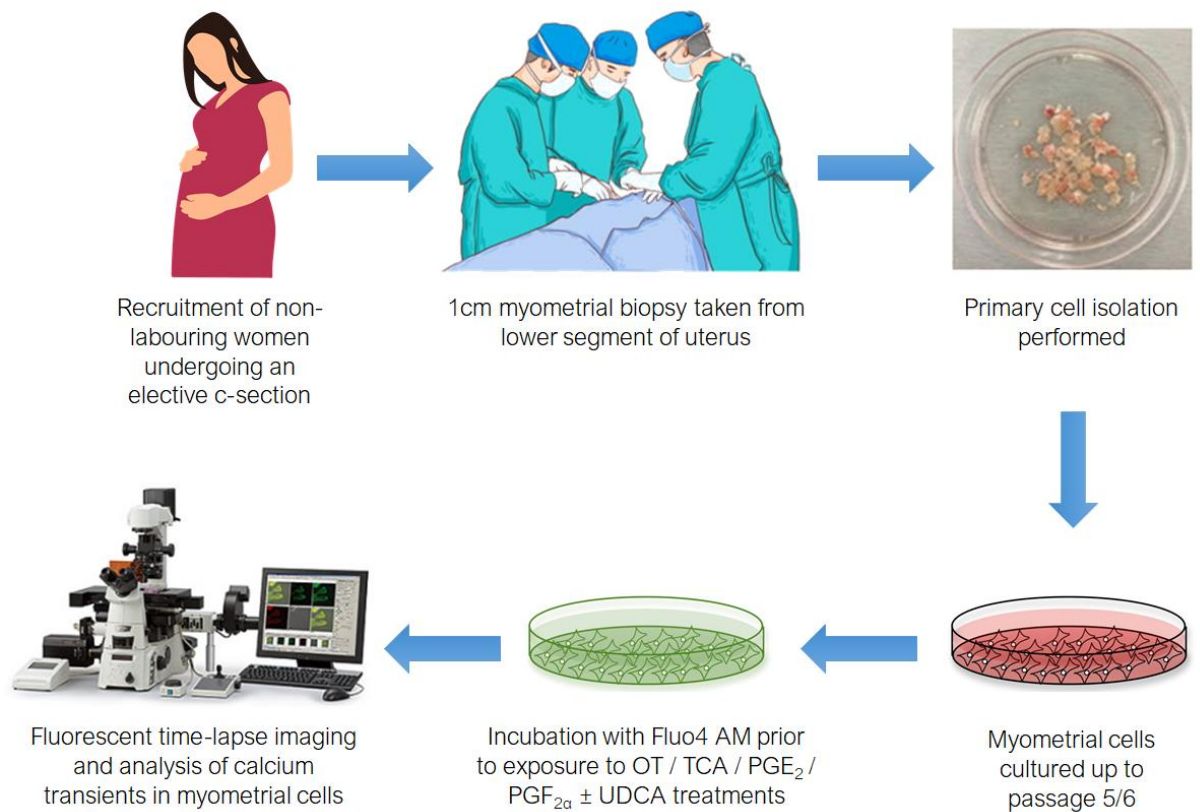 Recruitment of non-
labouring women
undergoing an
elective c-section
1cm myometrial biopsy taken from
lower segment of uterus
Primary cell isolation
performed
Myometrial cells
cultured up to
passage 5/6
Incubation with Fluo4 AM prior
to exposure to OT / TCA / PGE₂ /
PGF₂α ± UDCA treatments
Fluorescent time-lapse imaging
and analysis of calcium
transients in myometrial cells